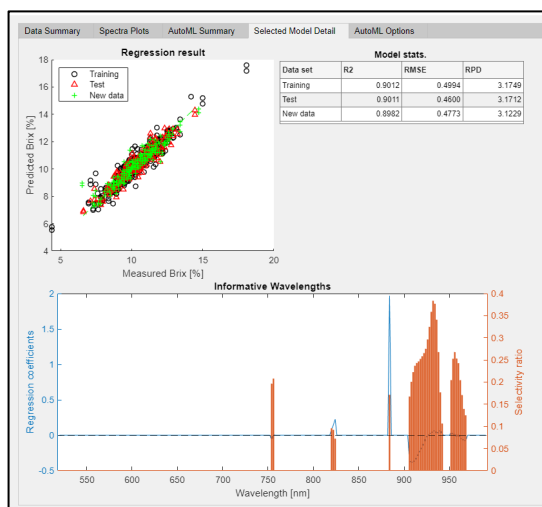 Data Summary Spectra Plots AutoML Summary Selected Model Detail AutoML Options
Regression result
18
16
14
12
10
8
6
4
5 10 15 20
Predicted Brix [%]
Measured Brix [%]
Training
Test
New data
Model stats.
Data set R2 RMSE RPD
Training 0.9012 0.4994 3.1749
Test 0.9011 0.4600 3.1712
New data 0.8982 0.4773 3.1229
Informative Wavelengths
2
1.5
1
0.5
0
-0.5
Regression coefficients
0.4
0.35
0.3
0.25
0.2
0.15
0.1
0.05
0
Selectivity ratio
550 600 650 700 750 800 850 900 950
Wavelength [nm]